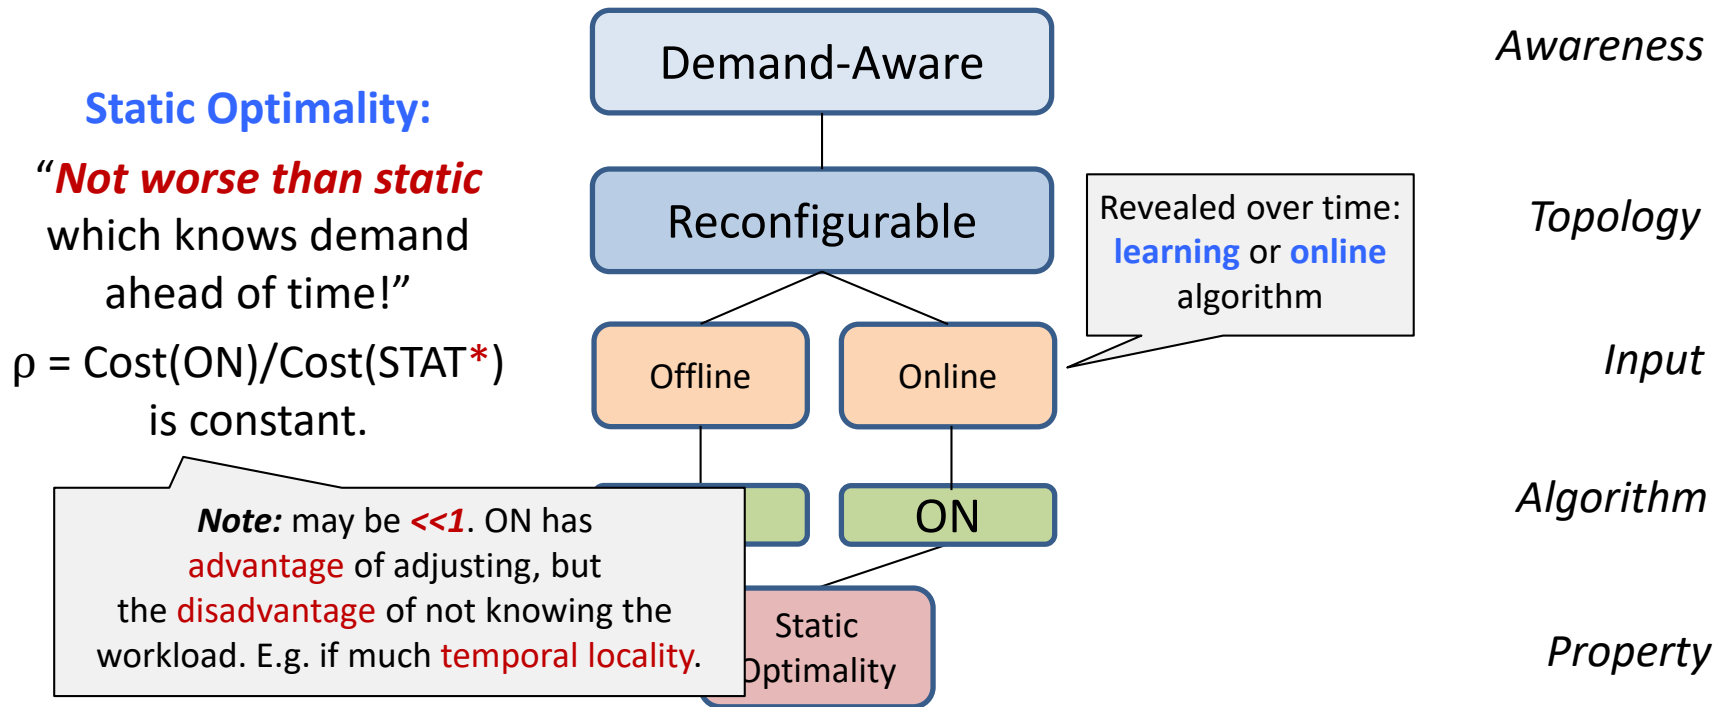 Demand-Aware
Awareness
Static Optimality:
“Not worse than static
which knows demand
ahead of time!”
ρ = Cost(ON)/Cost(STAT*)
is constant.
Reconfigurable
Revealed over time:
learning or online
algorithm
Topology
Offline
Online
Input
Note: may be <<1. ON has
advantage of adjusting, but
the disadvantage of not knowing the
workload. E.g. if much temporal locality.
ON
Algorithm
Static
Optimality
Property